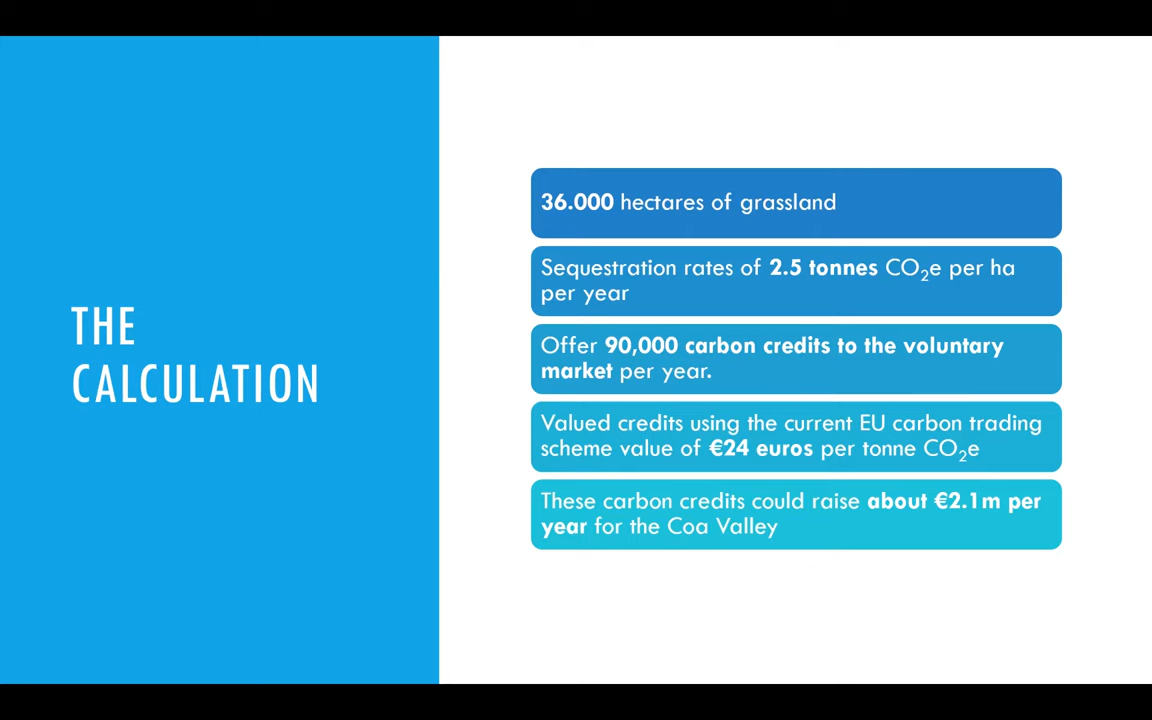 THE
CALCULATION
36.000 hectares of grassland
Sequestration rates of 2.5 tonnes CO₂e per ha
per year
Offer 90,000 carbon credits to the voluntary
market per year.
Valued credits using the current EU carbon trading
scheme value of €24 euros per tonne CO₂e
These carbon credits could raise about €2.1m per
year for the Coa Valley